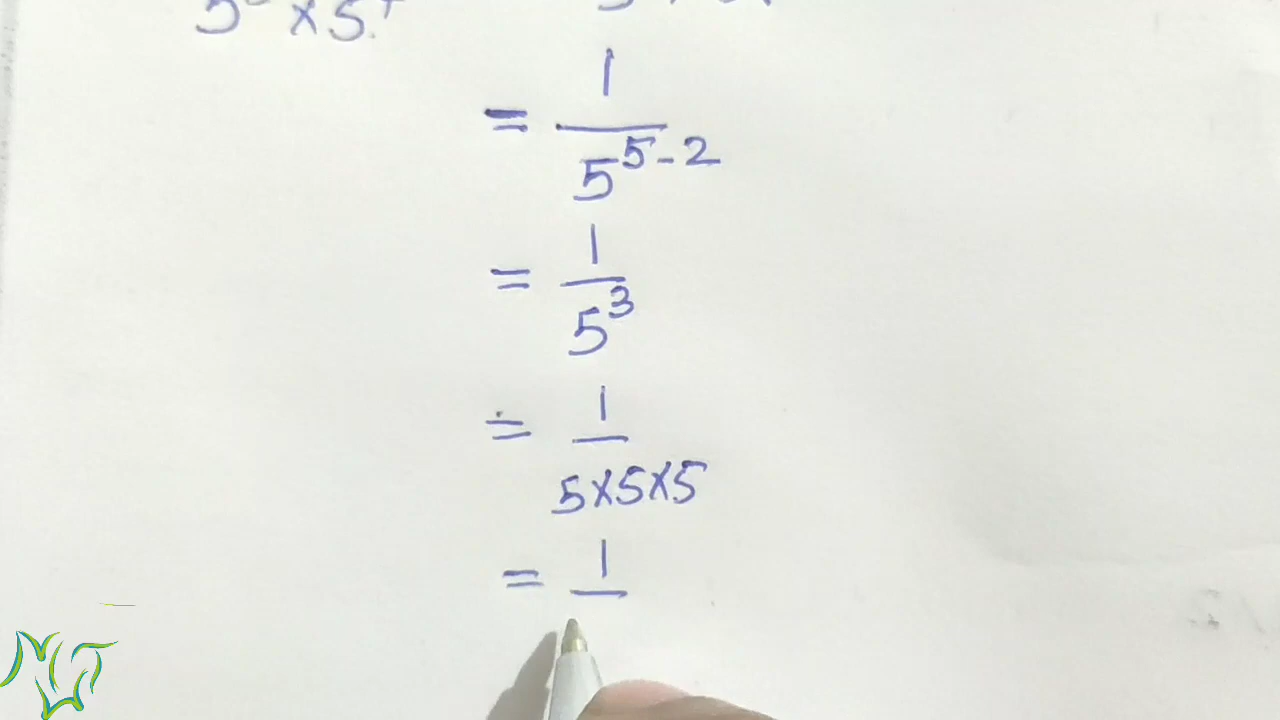 = 1/5^{5-2}
= 1/5^3
= 1/5×5×5
= 1/